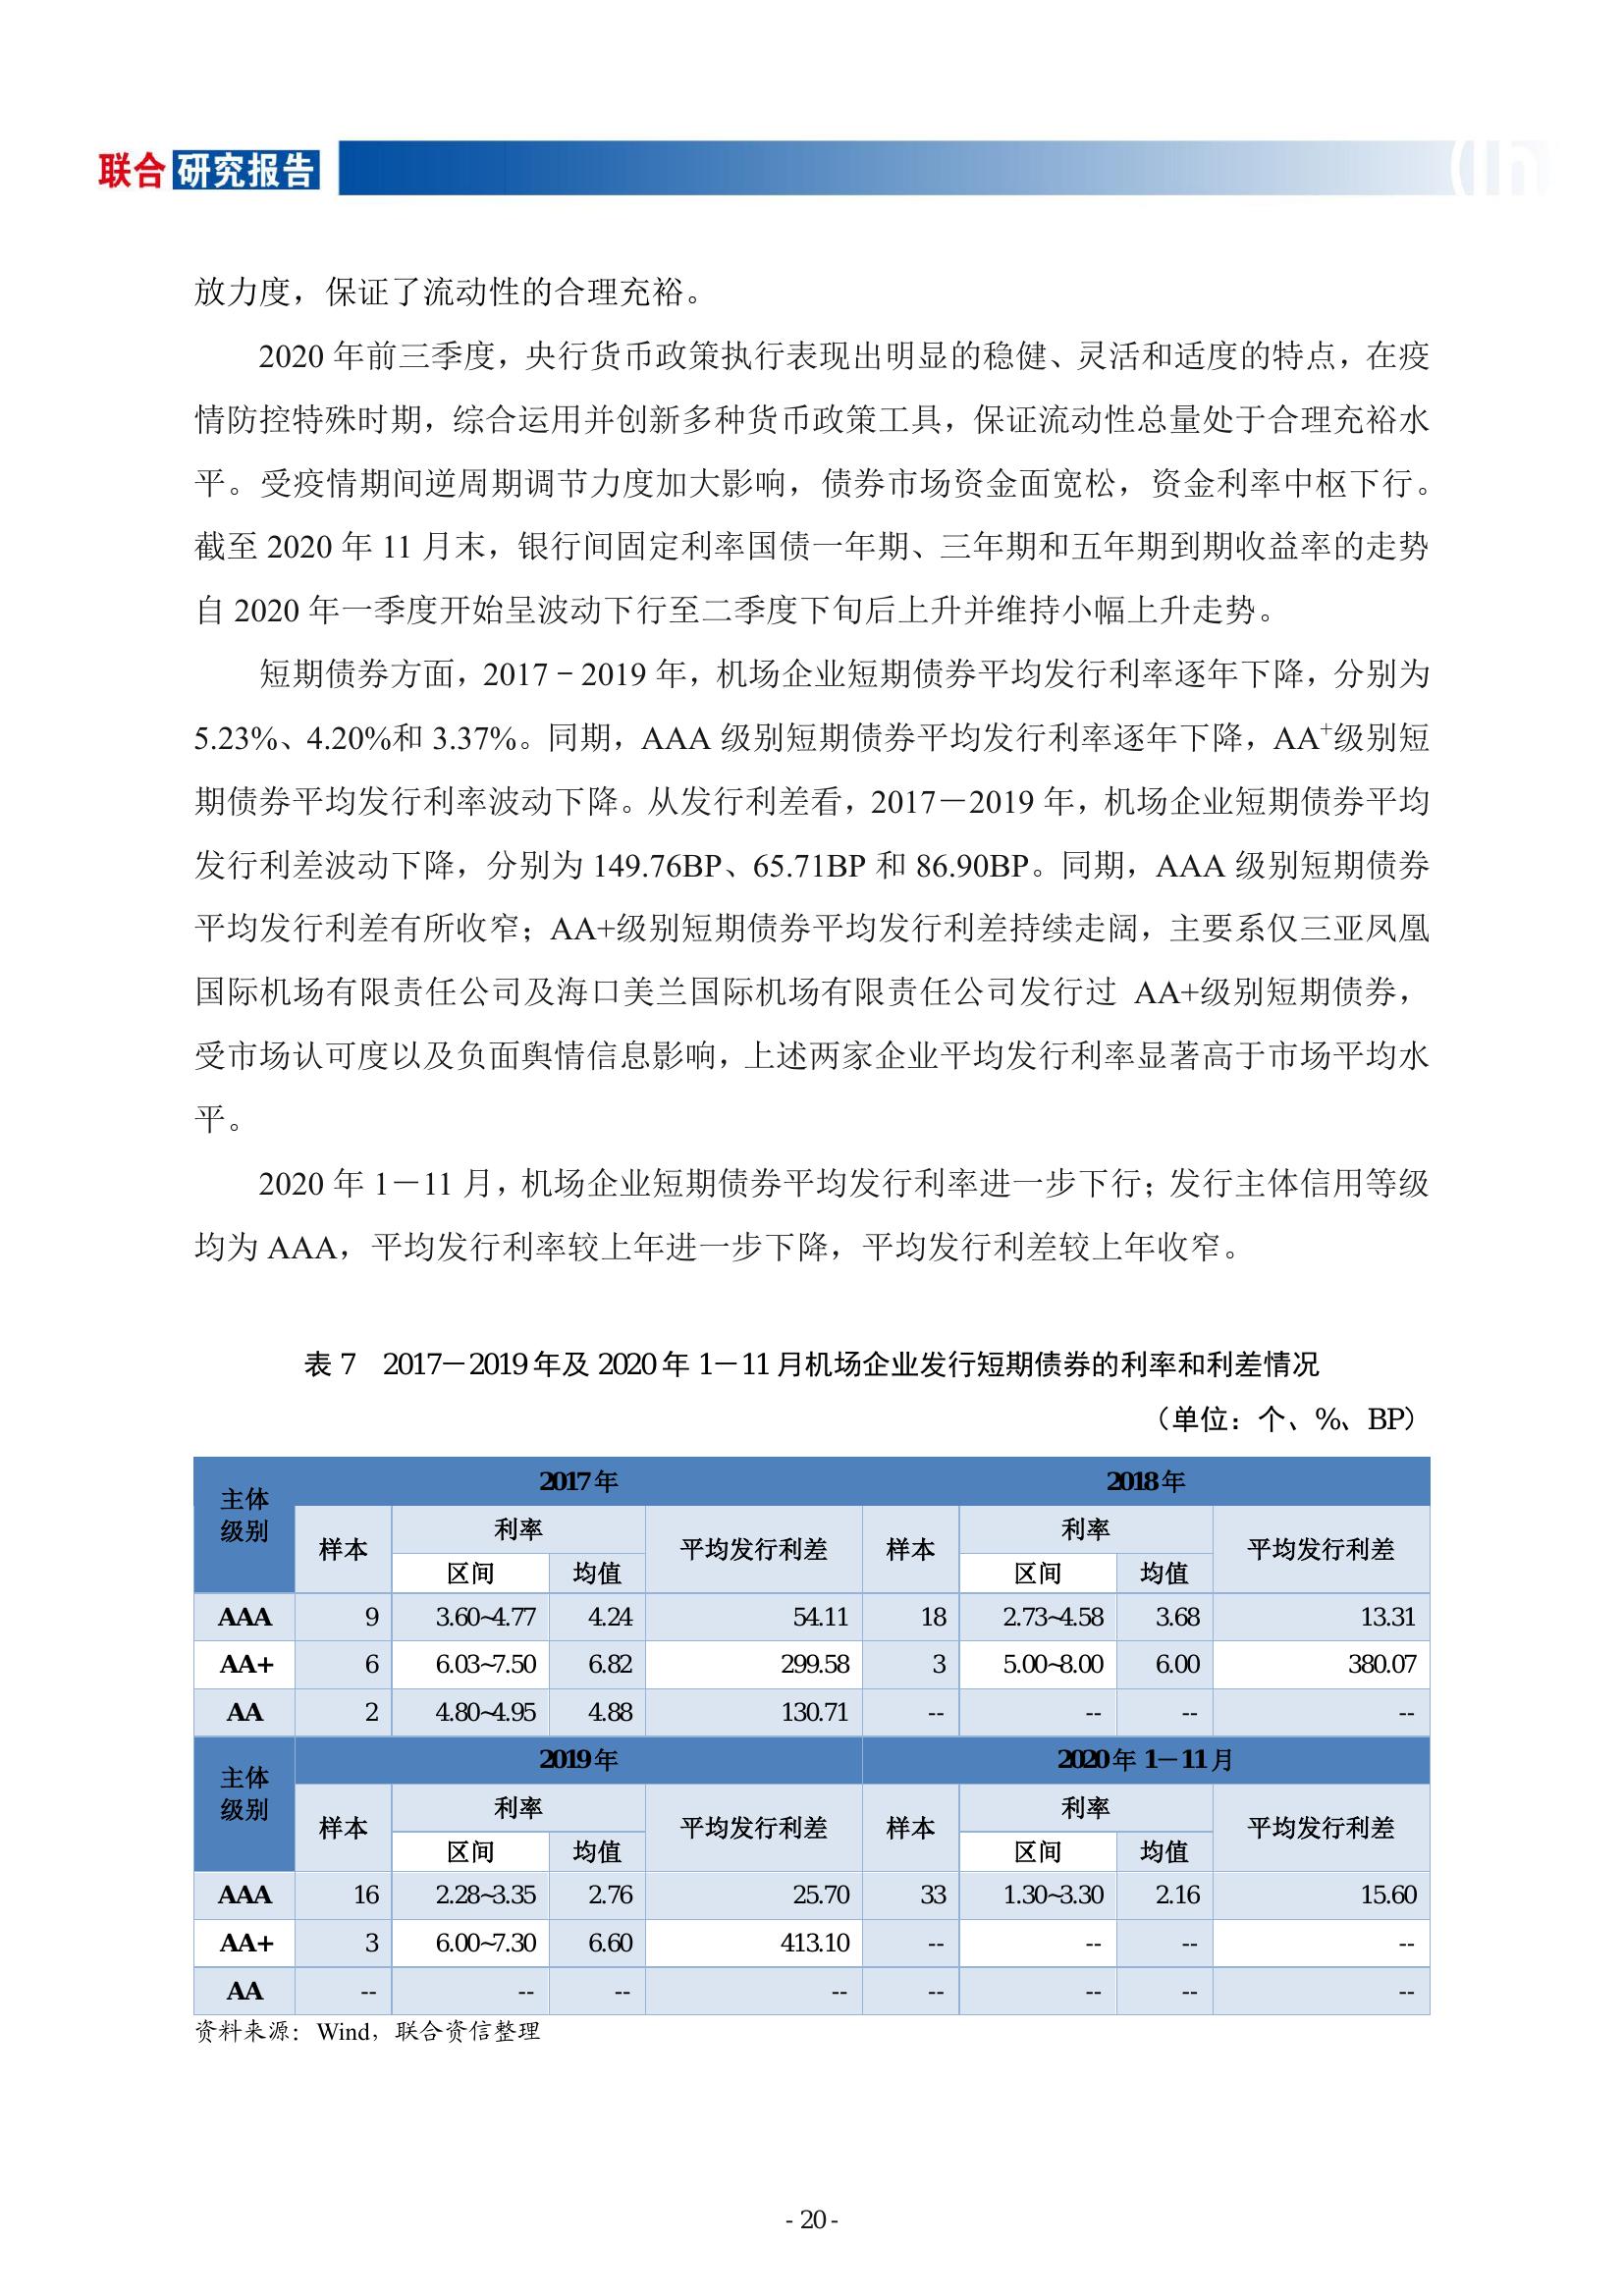 联合研究报告
放力度，保证了流动性的合理充裕。
2020 年前三季度，央行货币政策执行表现出明显的稳健、灵活和适度的特点，在疫
情防控特殊时期，综合运用并创新多种货币政策工具，保证流动性总量处于合理充裕水
平。受疫情期间逆周期调节力度加大影响，债券市场资金面宽松，资金利率中枢下行。
截至 2020 年 11 月末，银行间固定利率国债一年期、三年期和五年期到期收益率的走势
自 2020 年一季度开始呈波动下行至二季度下旬后上升并维持小幅上升走势。
短期债券方面，2017－2019 年，机场企业短期债券平均发行利率逐年下降，分别为
5.23%、4.20%和 3.37%。同期，AAA 级别短期债券平均发行利率逐年下降，AA⁺级别短
期债券平均发行利率波动下降。从发行利差看，2017－2019 年，机场企业短期债券平均
发行利差波动下降，分别为 149.76BP、65.71BP 和 86.90BP。同期，AAA 级别短期债券
平均发行利差有所收窄；AA+级别短期债券平均发行利差持续走阔，主要系仅三亚凤凰
国际机场有限责任公司及海口美兰国际机场有限责任公司发行过 AA+级别短期债券，
受市场认可度以及负面舆情信息影响，上述两家企业平均发行利率显著高于市场平均水
平。
2020 年 1－11 月，机场企业短期债券平均发行利率进一步下行；发行主体信用等级
均为 AAA，平均发行利率较上年进一步下降，平均发行利差较上年收窄。
表 7 2017－2019 年及 2020 年 1－11 月机场企业发行短期债券的利率和利差情况
（单位：个、%、BP）
主体级别 2017 年 2018 年
样本 利率 平均发行利差 样本 利率 平均发行利差
区间 均值 区间 均值
AAA 9 3.60~4.77 4.24 54.11 18 2.73~4.58 3.68 13.31
AA+ 6 6.03~7.50 6.82 299.58 3 5.00~8.00 6.00 380.07
AA 2 4.80~4.95 4.88 130.71 -- -- -- --
主体级别 2019 年 2020 年 1－11 月
样本 利率 平均发行利差 样本 利率 平均发行利差
区间 均值 区间 均值
AAA 16 2.28~3.35 2.76 25.70 33 1.30~3.30 2.16 15.60
AA+ 3 6.00~7.30 6.60 413.10 -- -- -- --
AA -- -- -- -- -- -- -- --
资料来源：Wind，联合资信整理
- 20 -